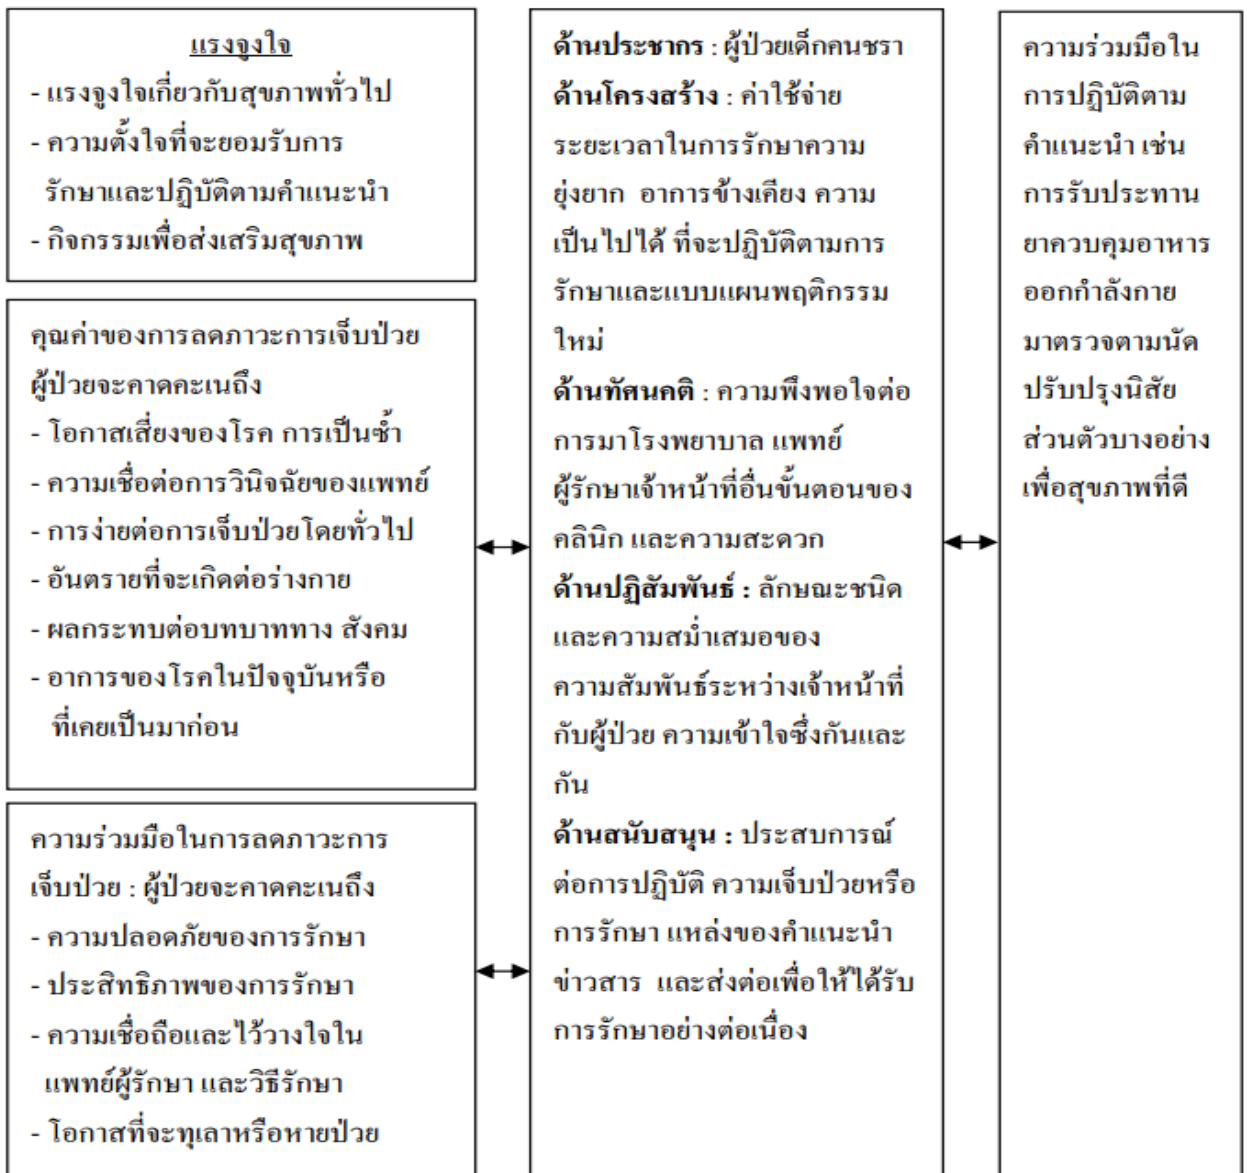 แรงจูงใจ
- แรงจูงใจเกี่ยวกับสุขภาพทั่วไป
- ความตั้งใจที่จะยอมรับการ
รักษาและปฏิบัติตามคำแนะนำ
- กิจกรรมเพื่อส่งเสริมสุขภาพ
คุณค่าของการลดภาวะการเจ็บป่วย
ผู้ป่วยจะคาดคะเนถึง
- โอกาสเสี่ยงของโรค การเป็นซ้ำ
- ความเชื่อต่อการวินิจฉัยของแพทย์
- การง่ายต่อการเจ็บป่วยโดยทั่วไป
- อันตรายที่จะเกิดต่อร่างกาย
- ผลกระทบต่อบทบาททาง สังคม
- อาการของโรคในปัจจุบันหรือ
ที่เคยเป็นมาก่อน
ความร่วมมือในการลดภาวะการ
เจ็บป่วย : ผู้ป่วยจะคาดคะเนถึง
- ความปลอดภัยของการรักษา
- ประสิทธิภาพของการรักษา
- ความเชื่อถือและไว้วางใจใน
แพทย์ผู้รักษา และวิธีรักษา
- โอกาสที่จะทุเลาหรือหายป่วย
ด้านประชากร : ผู้ป่วยเด็กคนชรา
ด้านโครงสร้าง : ค่าใช้จ่าย
ระยะเวลาในการรักษาความ
ยุ่งยาก อาการข้างเคียง ความ
เป็นไปได้ ที่จะปฏิบัติตามการ
รักษาและแบบแผนพฤติกรรม
ใหม่
ด้านทัศนคติ : ความพึงพอใจต่อ
การมาโรงพยาบาล แพทย์
ผู้รักษาเจ้าหน้าที่อื่นขั้นตอนของ
คลินิก และความสะดวก
ด้านปฏิสัมพันธ์ : ลักษณะชนิด
และความสม่ำเสมอของ
ความสัมพันธ์ระหว่างเจ้าหน้าที่
กับผู้ป่วย ความเข้าใจซึ่งกันและ
กัน
ด้านสนับสนุน : ประสบการณ์
ต่อการปฏิบัติ ความเจ็บป่วยหรือ
การรักษา แหล่งของคำแนะนำ
ข่าวสาร และส่งต่อเพื่อให้ได้รับ
การรักษาอย่างต่อเนื่อง
ความร่วมมือใน
การปฏิบัติตาม
คำแนะนำ เช่น
การรับประทาน
ยาควบคุมอาหาร
ออกกำลังกาย
มาตรวจตามนัด
ปรับปรุงนิสัย
ส่วนตัวบางอย่าง
เพื่อสุขภาพที่ดี